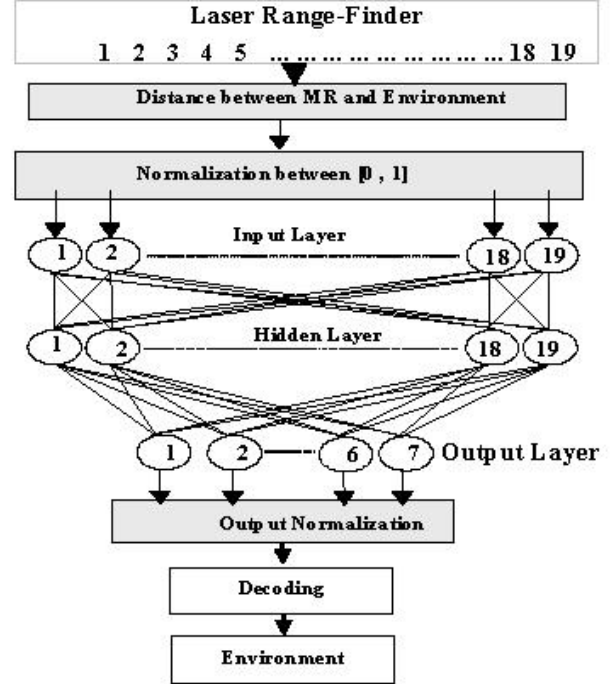 Laser Range-Finder
1 2 3 4 5 ... ... ... ... ... ... ... ... ... 18 19
Distance between MR and Environment
Normalization between [0 , 1]
1 2 Input Layer 18 19
1 2 Hidden Layer 18 19
1 2 6 7 Output Layer
Output Normalization
Decoding
Environment